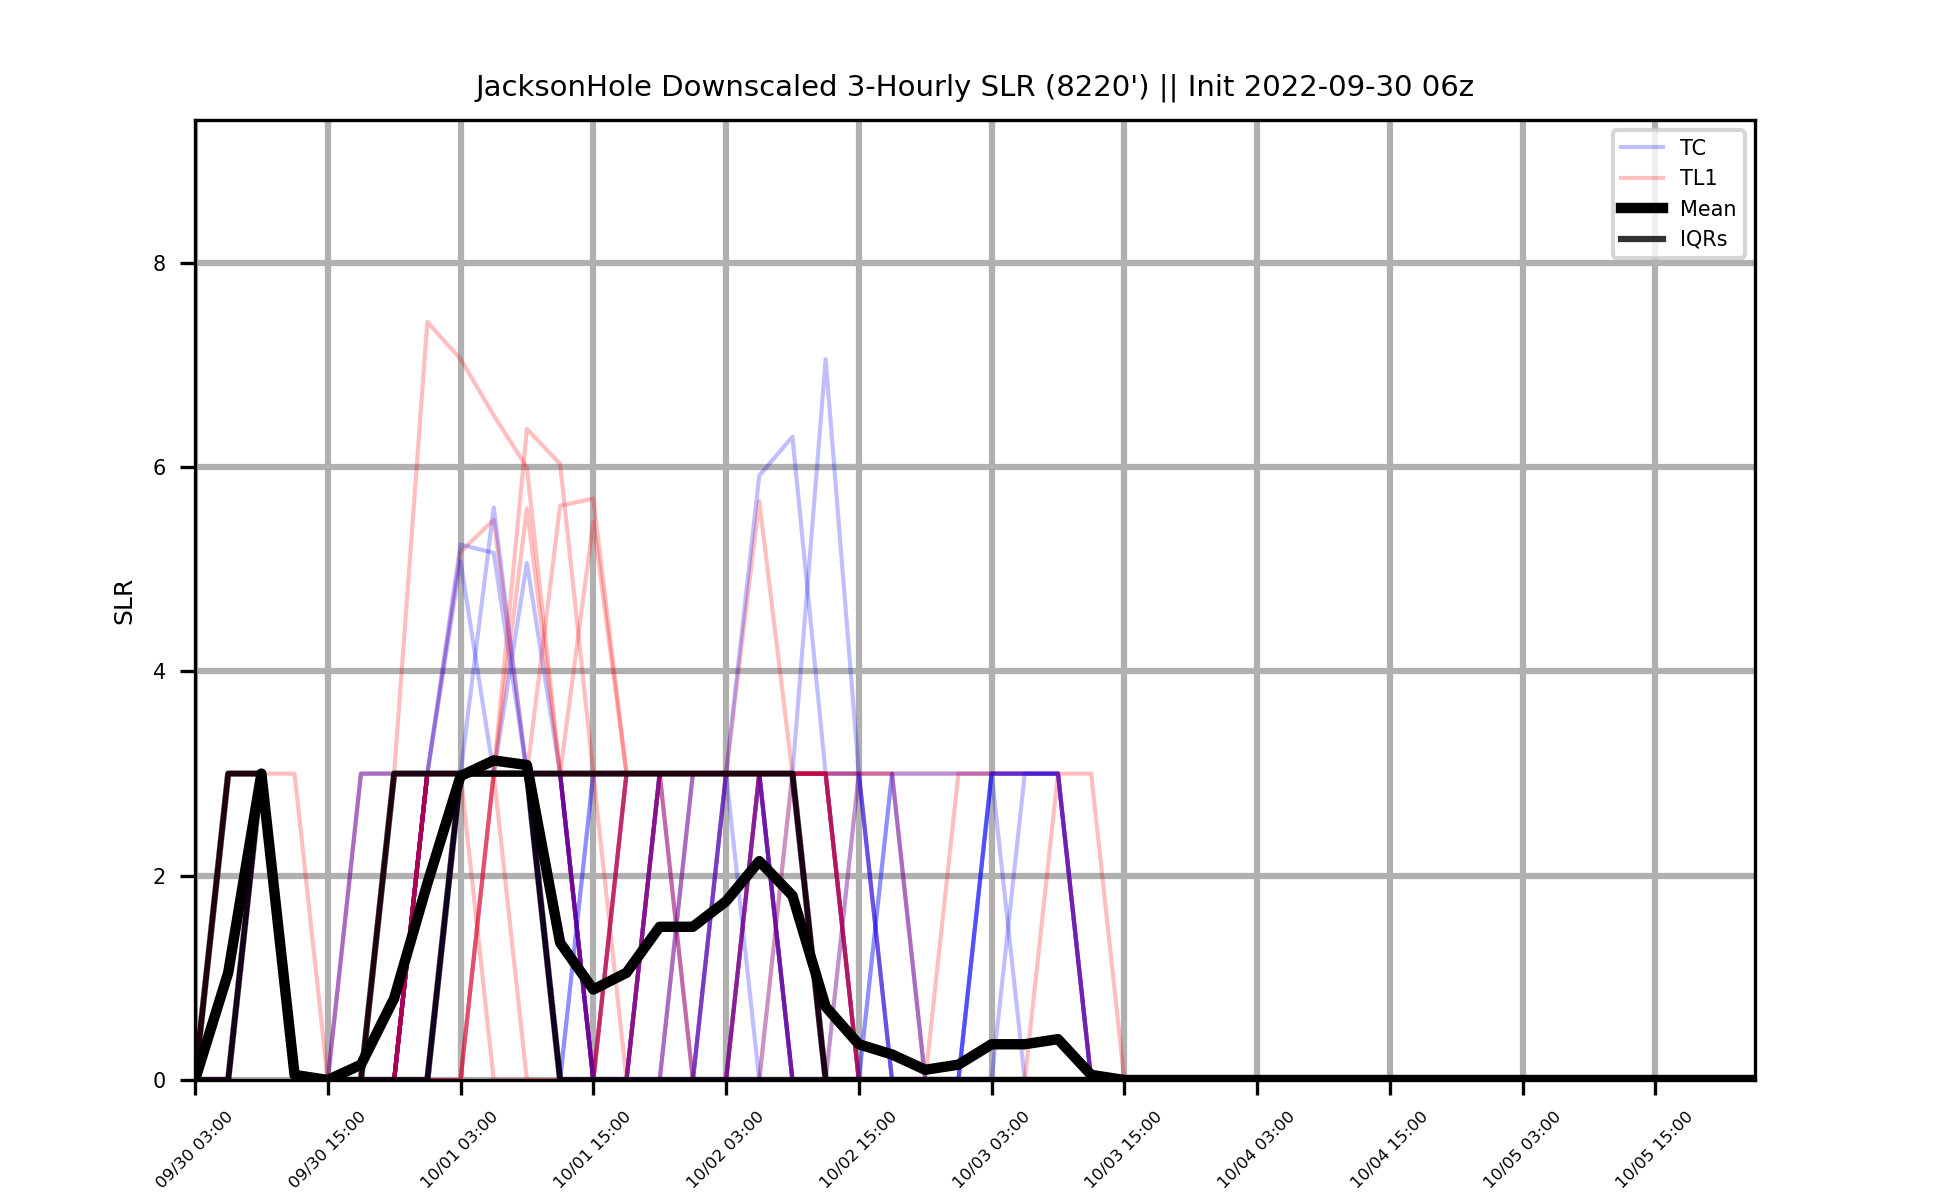 JacksonHole Downscaled 3-Hourly SLR (8220') || Init 2022-09-30 06z
TC
TL1
Mean
IQRs
SLR
8
6
4
2
0
09/30 03:00
09/30 15:00
10/01 03:00
10/01 15:00
10/02 03:00
10/02 15:00
10/03 03:00
10/03 15:00
10/04 03:00
10/04 15:00
10/05 03:00
10/05 15:00